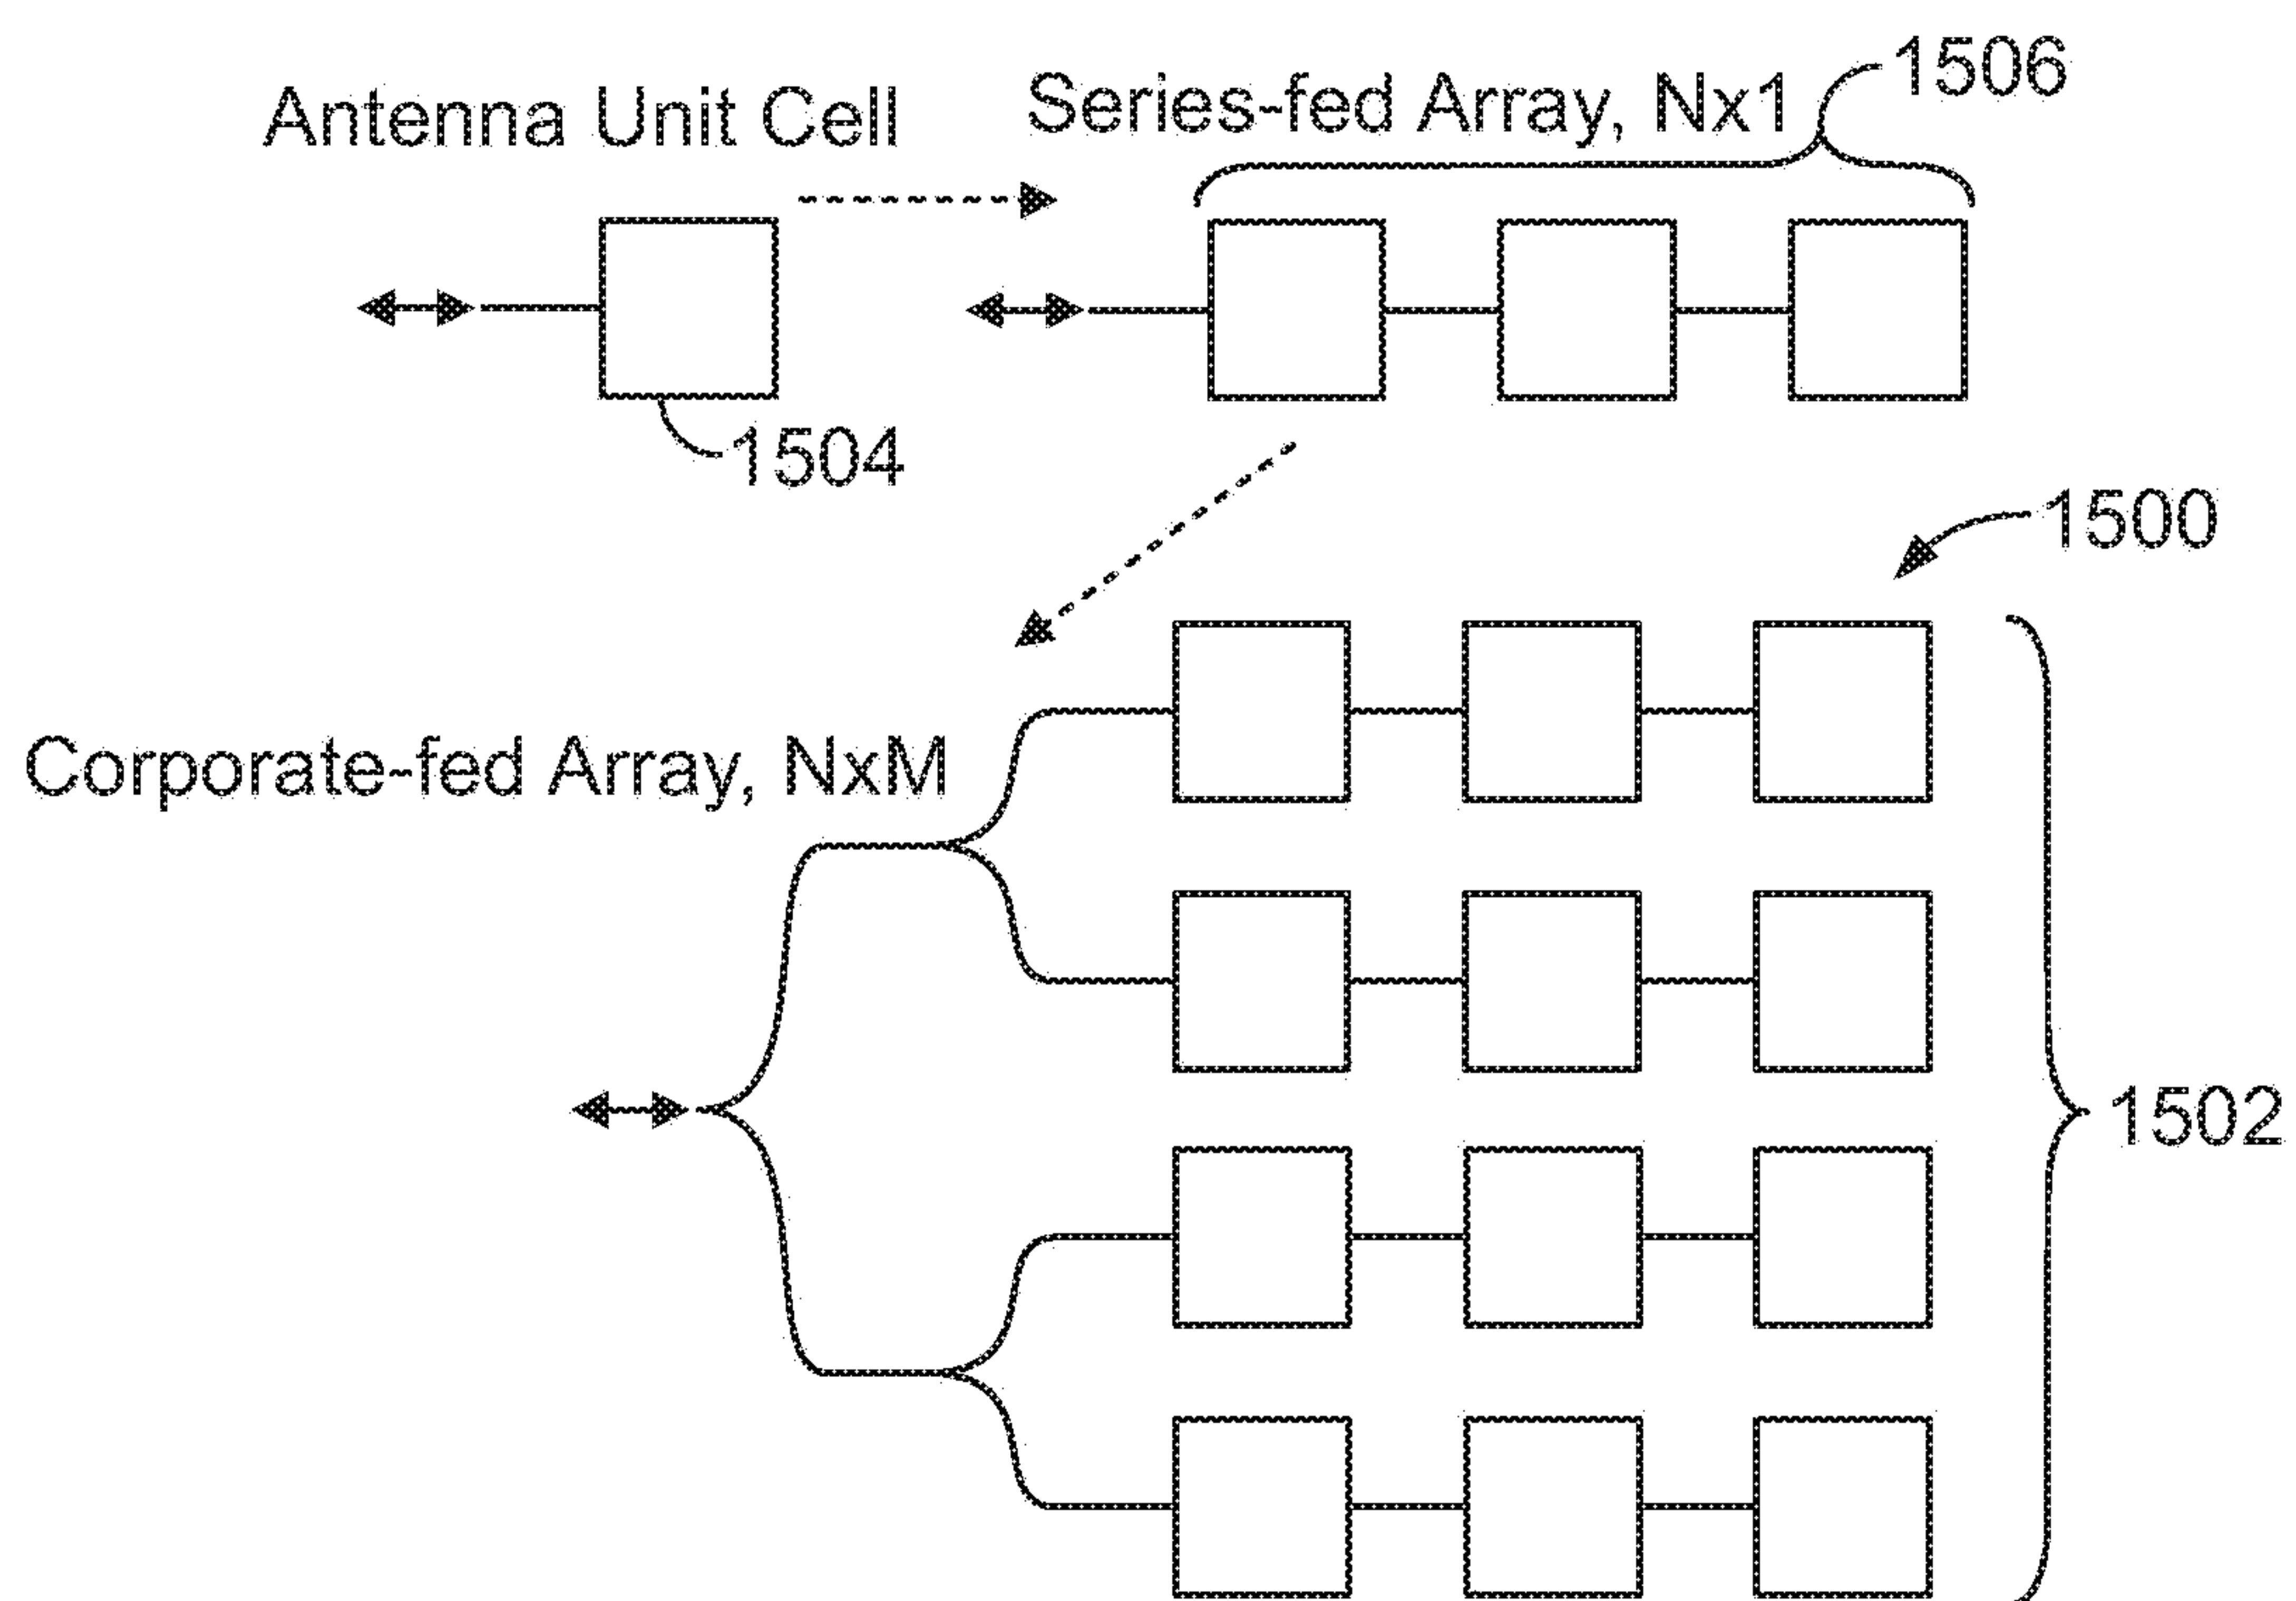 Antenna Unit Cell
Series-fed Array, Nx1
1506
1504
1500
Corporate-fed Array, NxM
1502